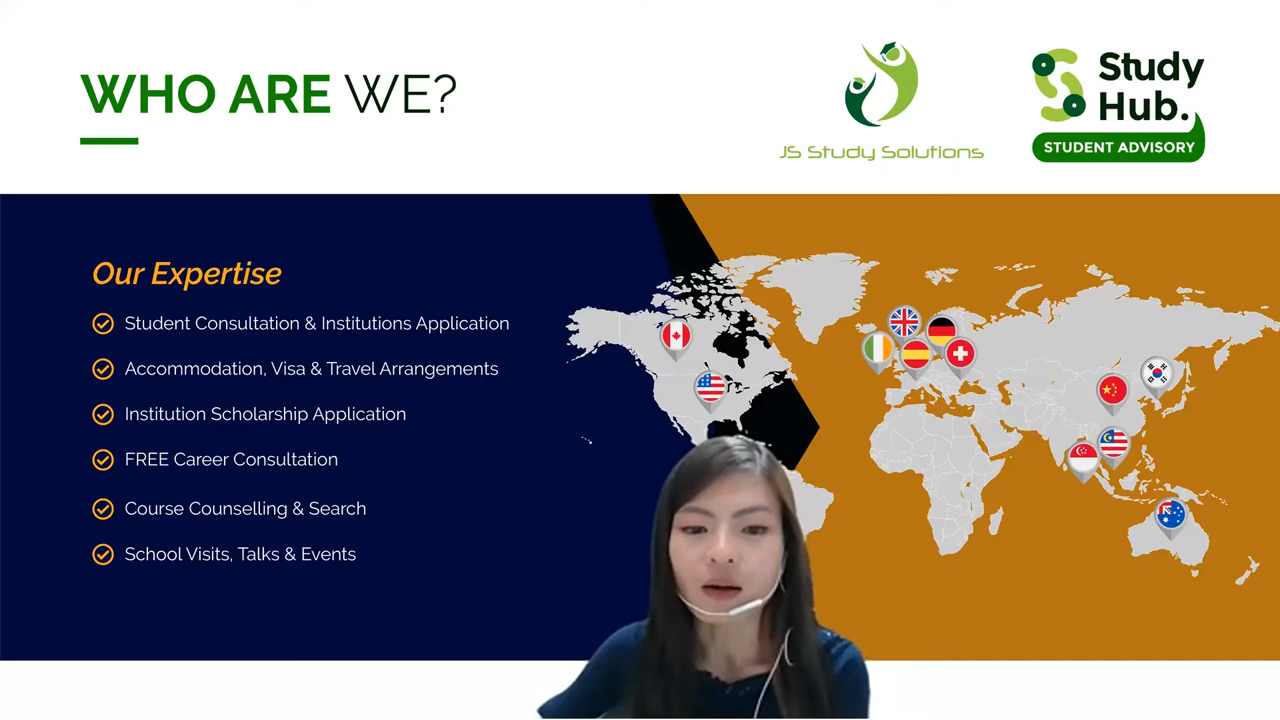 WHO ARE WE?
JS Study Solutions
Study
Hub.
STUDENT ADVISORY
Our Expertise
Student Consultation & Institutions Application
Accommodation, Visa & Travel Arrangements
Institution Scholarship Application
FREE Career Consultation
Course Counselling & Search
School Visits, Talks & Events